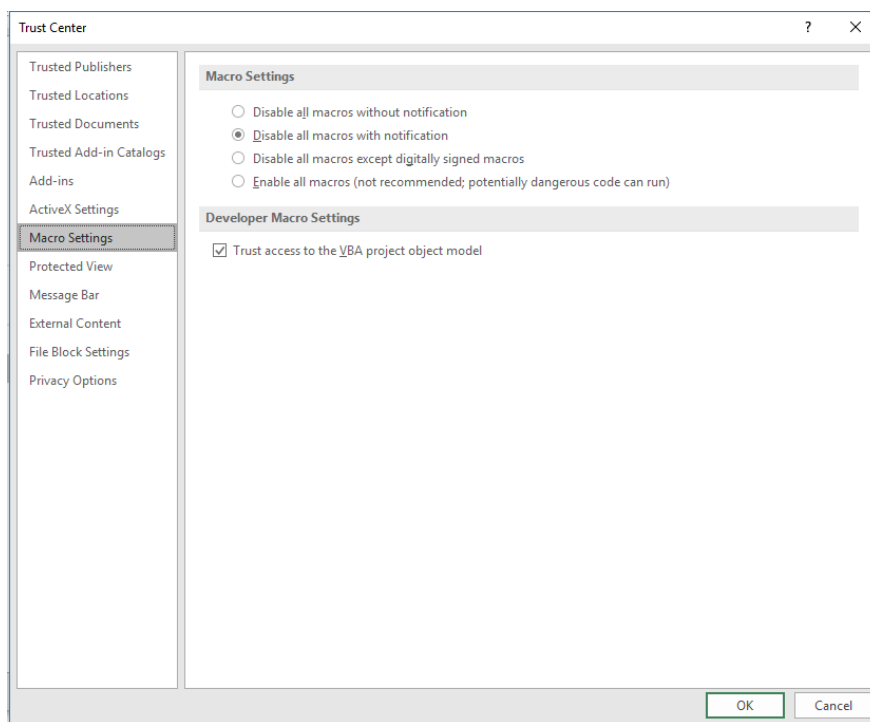 Trust Center
?
Trusted Publishers
Trusted Locations
Trusted Documents
Trusted Add-in Catalogs
Add-ins
ActiveX Settings
Macro Settings
Protected View
Message Bar
External Content
File Block Settings
Privacy Options
Macro Settings
Disable all macros without notification
Disable all macros with notification
Disable all macros except digitally signed macros
Enable all macros (not recommended; potentially dangerous code can run)
Developer Macro Settings
Trust access to the VBA project object model
OK
Cancel